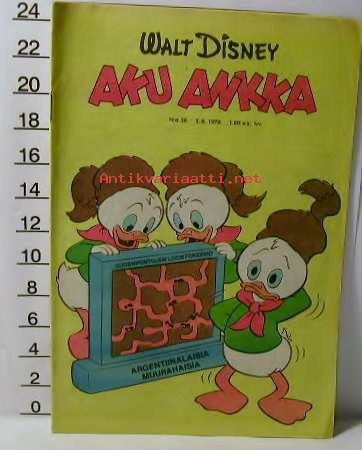 24
22
20
18
16
14
12
10
8
6
4
2
0
WALT DISNEY
AKU ANKKA
Antikvariaatti.net
ARGENTIINALAISIA
MUURAHAISIA